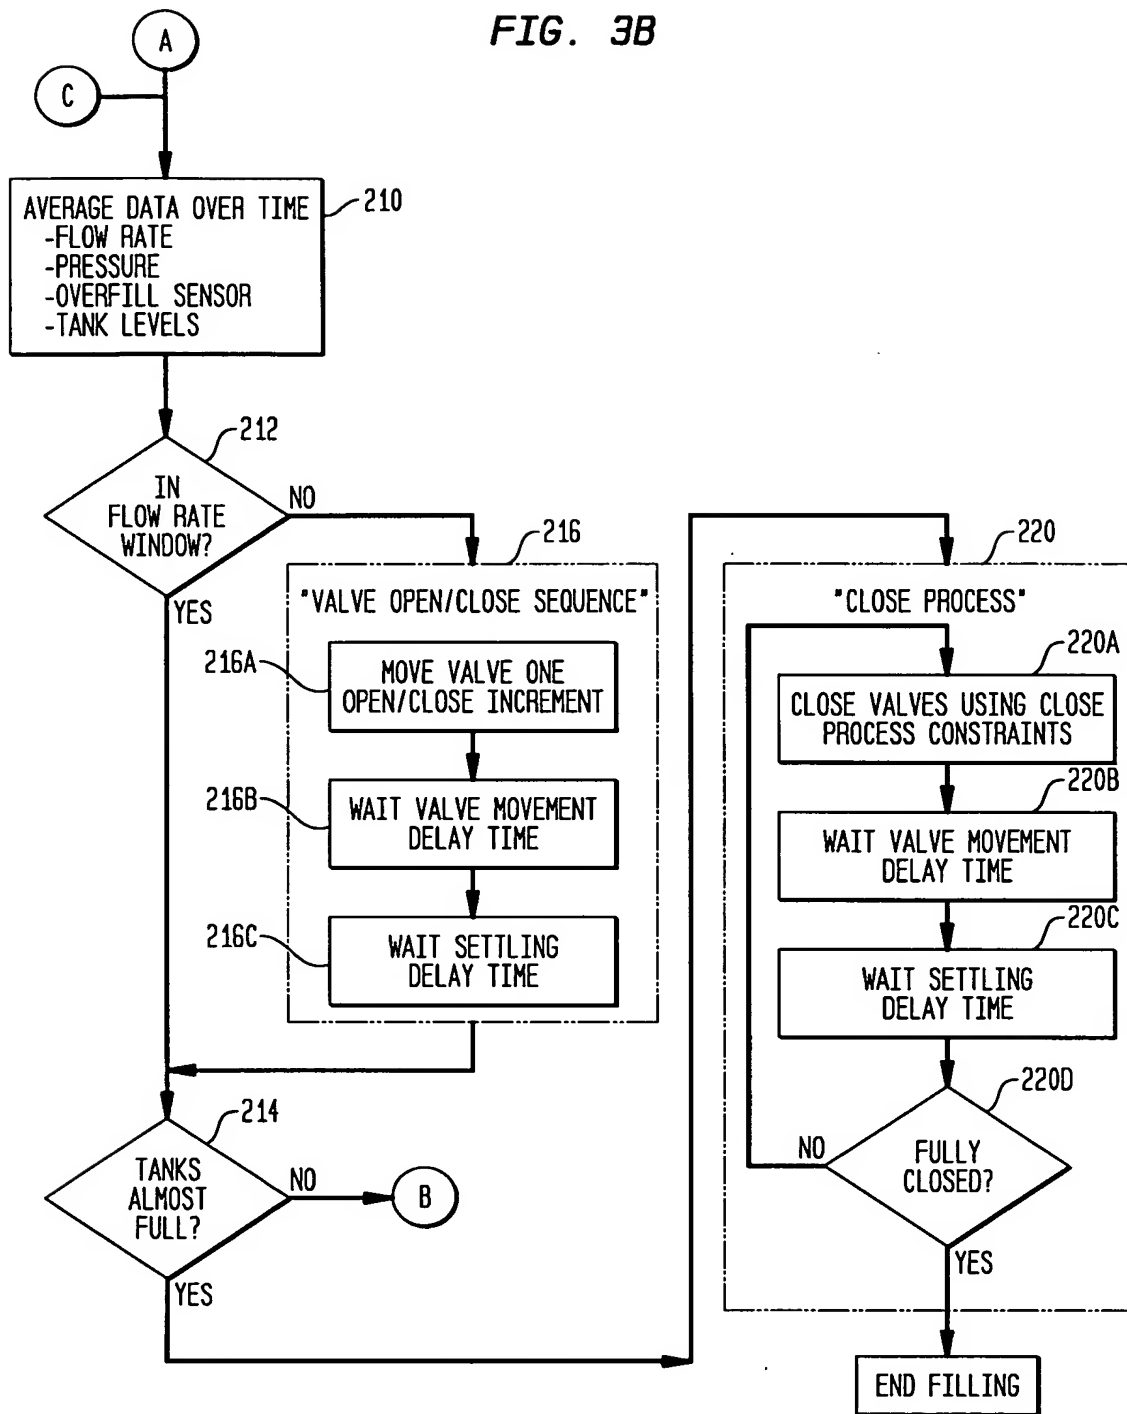 FIG. 3B
A
C
210
AVERAGE DATA OVER TIME
-FLOW RATE
-PRESSURE
-OVERFILL SENSOR
-TANK LEVELS
212
IN
FLOW RATE
WINDOW?
NO
YES
216
"VALVE OPEN/CLOSE SEQUENCE"
216A
MOVE VALVE ONE
OPEN/CLOSE INCREMENT
216B
WAIT VALVE MOVEMENT
DELAY TIME
216C
WAIT SETTLING
DELAY TIME
214
TANKS
ALMOST
FULL?
NO
B
YES
220
"CLOSE PROCESS"
220A
CLOSE VALVES USING CLOSE
PROCESS CONSTRAINTS
220B
WAIT VALVE MOVEMENT
DELAY TIME
220C
WAIT SETTLING
DELAY TIME
220D
NO
FULLY
CLOSED?
YES
END FILLING